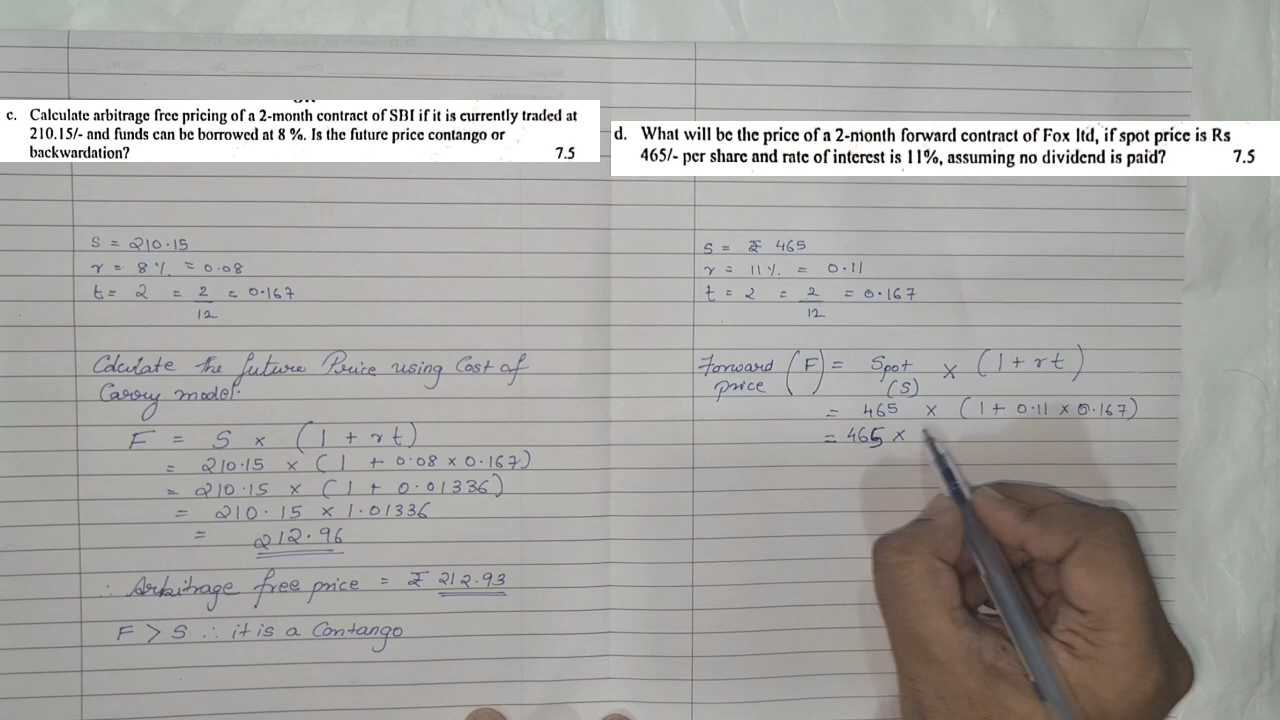 c. Calculate arbitrage free pricing of a 2-month contract of SBI if it is currently traded at
210.15/- and funds can be borrowed at 8 %. Is the future price contango or
backwardation? 7.5
S = 210.15
r = 8% = 0.08
t = 2 = 2/12 = 0.167
Calculate the future Price using Cost of
Carry model.
F = S × (1 + rt)
= 210.15 × (1 + 0.08 × 0.167)
= 210.15 × (1 + 0.01336)
= 210.15 × 1.01336
= 212.96
∴ Arbitrage free price = ₹ 212.93
F > S ∴ it is a Contango
d. What will be the price of a 2-month forward contract of Fox ltd, if spot price is Rs
465/- per share and rate of interest is 11%, assuming no dividend is paid? 7.5
S = ₹ 465
r = 11% = 0.11
t = 2 = 2/12 = 0.167
Forward price (F) = Spot (S) × (1 + rt)
= 465 × (1 + 0.11 × 0.167)
= 465 ×